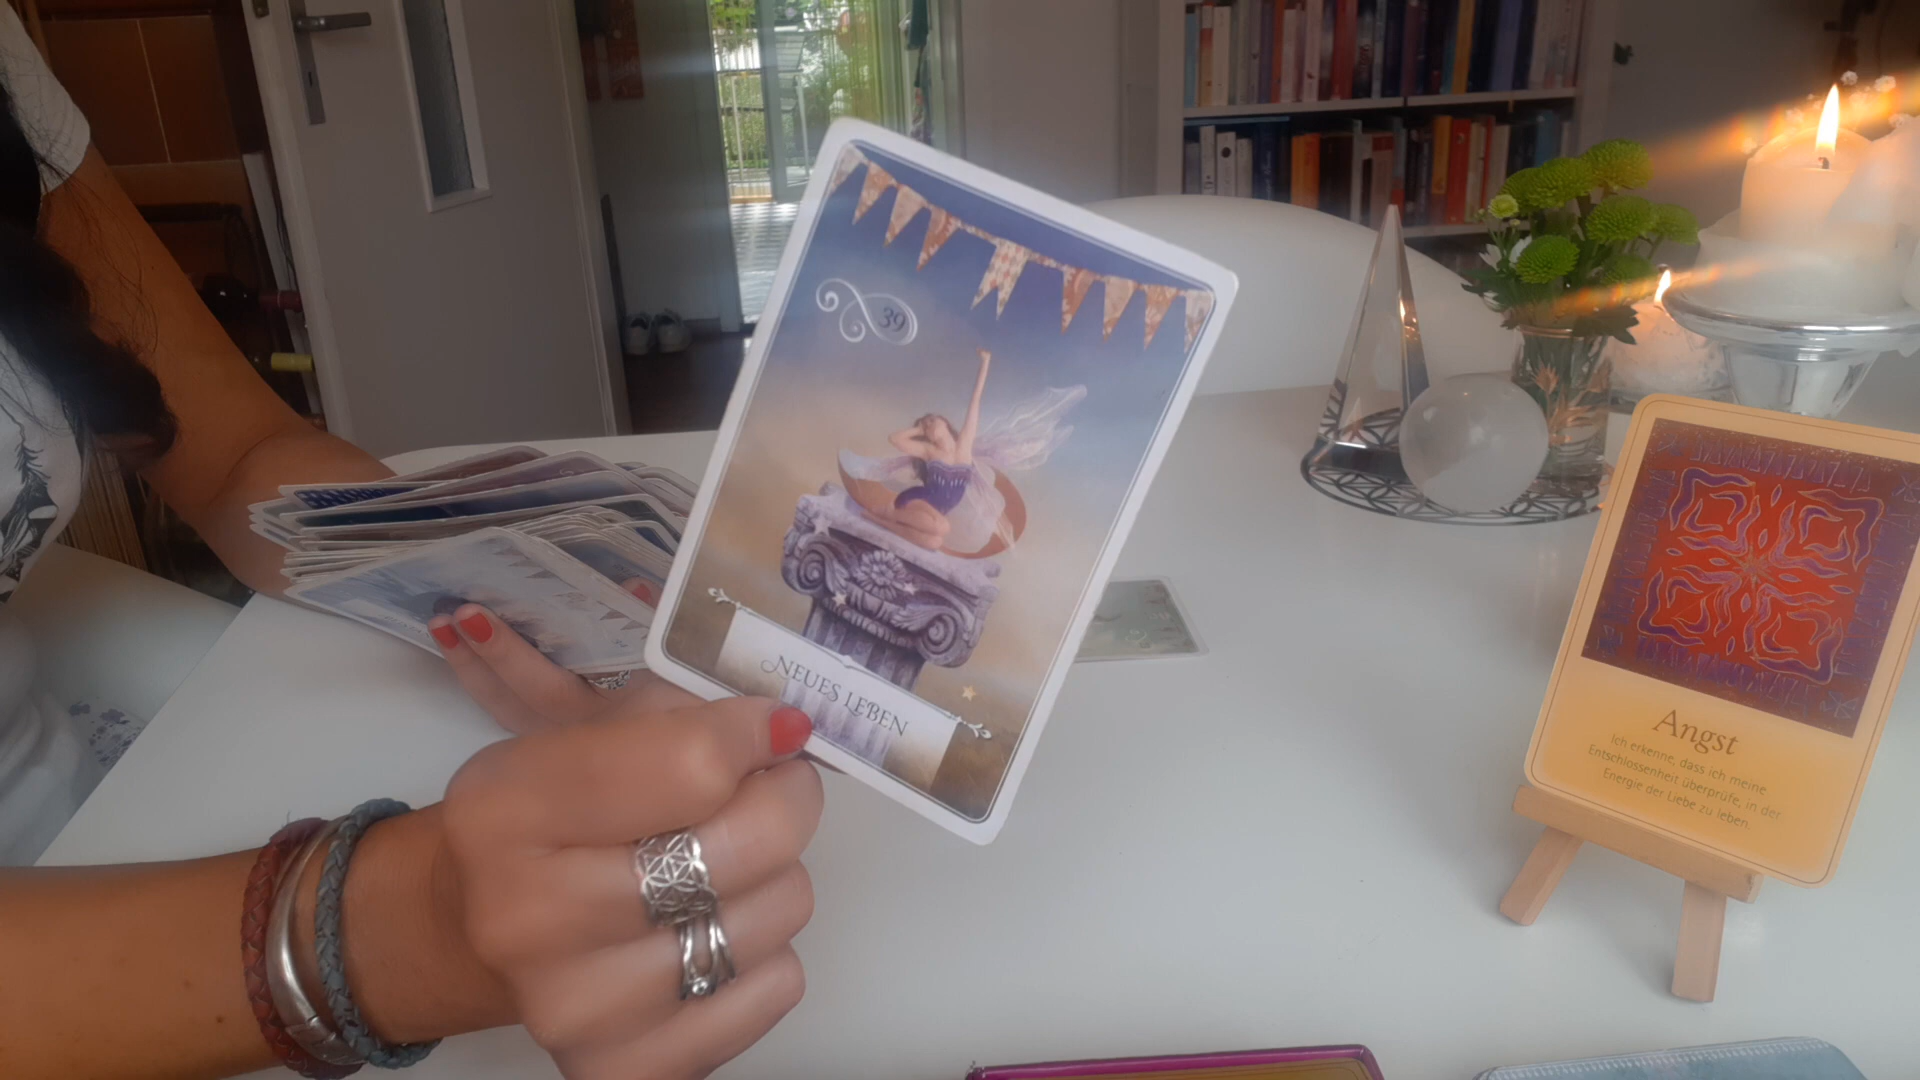 39
NEUES LEBEN
Angst
Ich erkenne, dass ich meine
Entschlossenheit überprüfe, in der
Energie der Liebe zu leben.